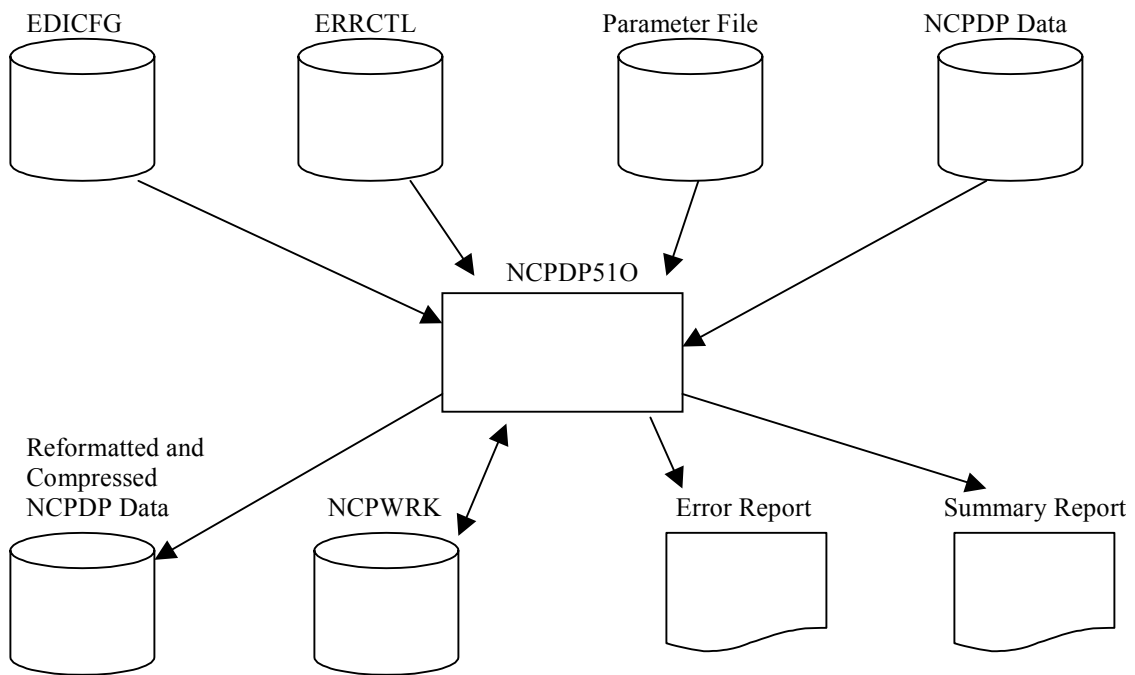 EDICFG
ERRCTL
Parameter File
NCPDP Data
NCPDP51O
Reformatted and
Compressed
NCPDP Data
NCPWRK
Error Report
Summary Report